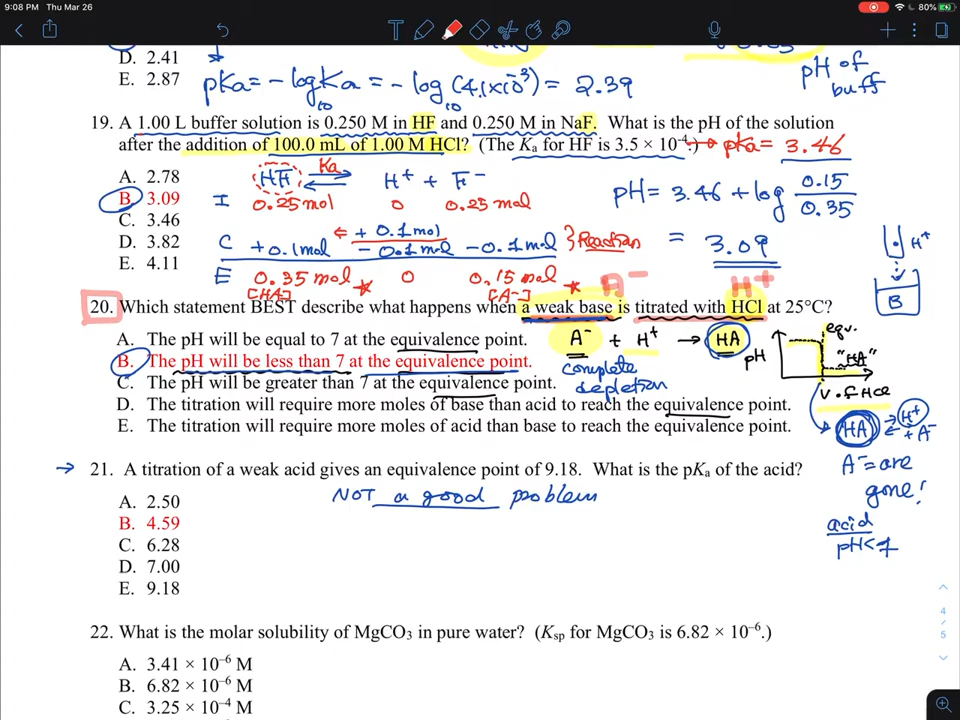 9:08 PM Thu Mar 26
80%
D. 2.41
E. 2.87
pKa = - log₁₀ Ka = - log₁₀ (4.1x10⁻³) = 2.39
pH of buff
19. A 1.00 L buffer solution is 0.250 M in HF and 0.250 M in NaF. What is the pH of the solution
after the addition of 100.0 mL of 1.00 M HCl? (The Ka for HF is 3.5 × 10⁻⁴.) → pKa = 3.46
A. 2.78
B. 3.09
C. 3.46
D. 3.82
E. 4.11
HF ⇌ H⁺ + F⁻
Ka
I 0.25 mol 0 0.25 mol
← + 0.1 mol
C +0.1mol - 0.1 mol - 0.1 mol } Reaction
E 0.35 mol 0 0.15 mol
[HA] [A⁻]
A⁻ H⁺
pH = 3.46 + log 0.15 / 0.35
= 3.09
H⁺
B
20. Which statement BEST describe what happens when a weak base is titrated with HCl at 25°C?
A. The pH will be equal to 7 at the equivalence point.
B. The pH will be less than 7 at the equivalence point.
C. The pH will be greater than 7 at the equivalence point.
D. The titration will require more moles of base than acid to reach the equivalence point.
E. The titration will require more moles of acid than base to reach the equivalence point.
A⁻ + H⁺ → HA
complete
depletion
equv.
pH
"HA"
V. of HCl
HA ⇌ H⁺
+ A⁻
A⁻ = are
gone!
acid
pH<7
→ 21. A titration of a weak acid gives an equivalence point of 9.18. What is the pKa of the acid?
NOT a good problem
A. 2.50
B. 4.59
C. 6.28
D. 7.00
E. 9.18
22. What is the molar solubility of MgCO₃ in pure water? (Ksp for MgCO₃ is 6.82 × 10⁻⁶.)
A. 3.41 × 10⁻⁶ M
B. 6.82 × 10⁻⁶ M
C. 3.25 × 10⁻⁴ M
4
/
5